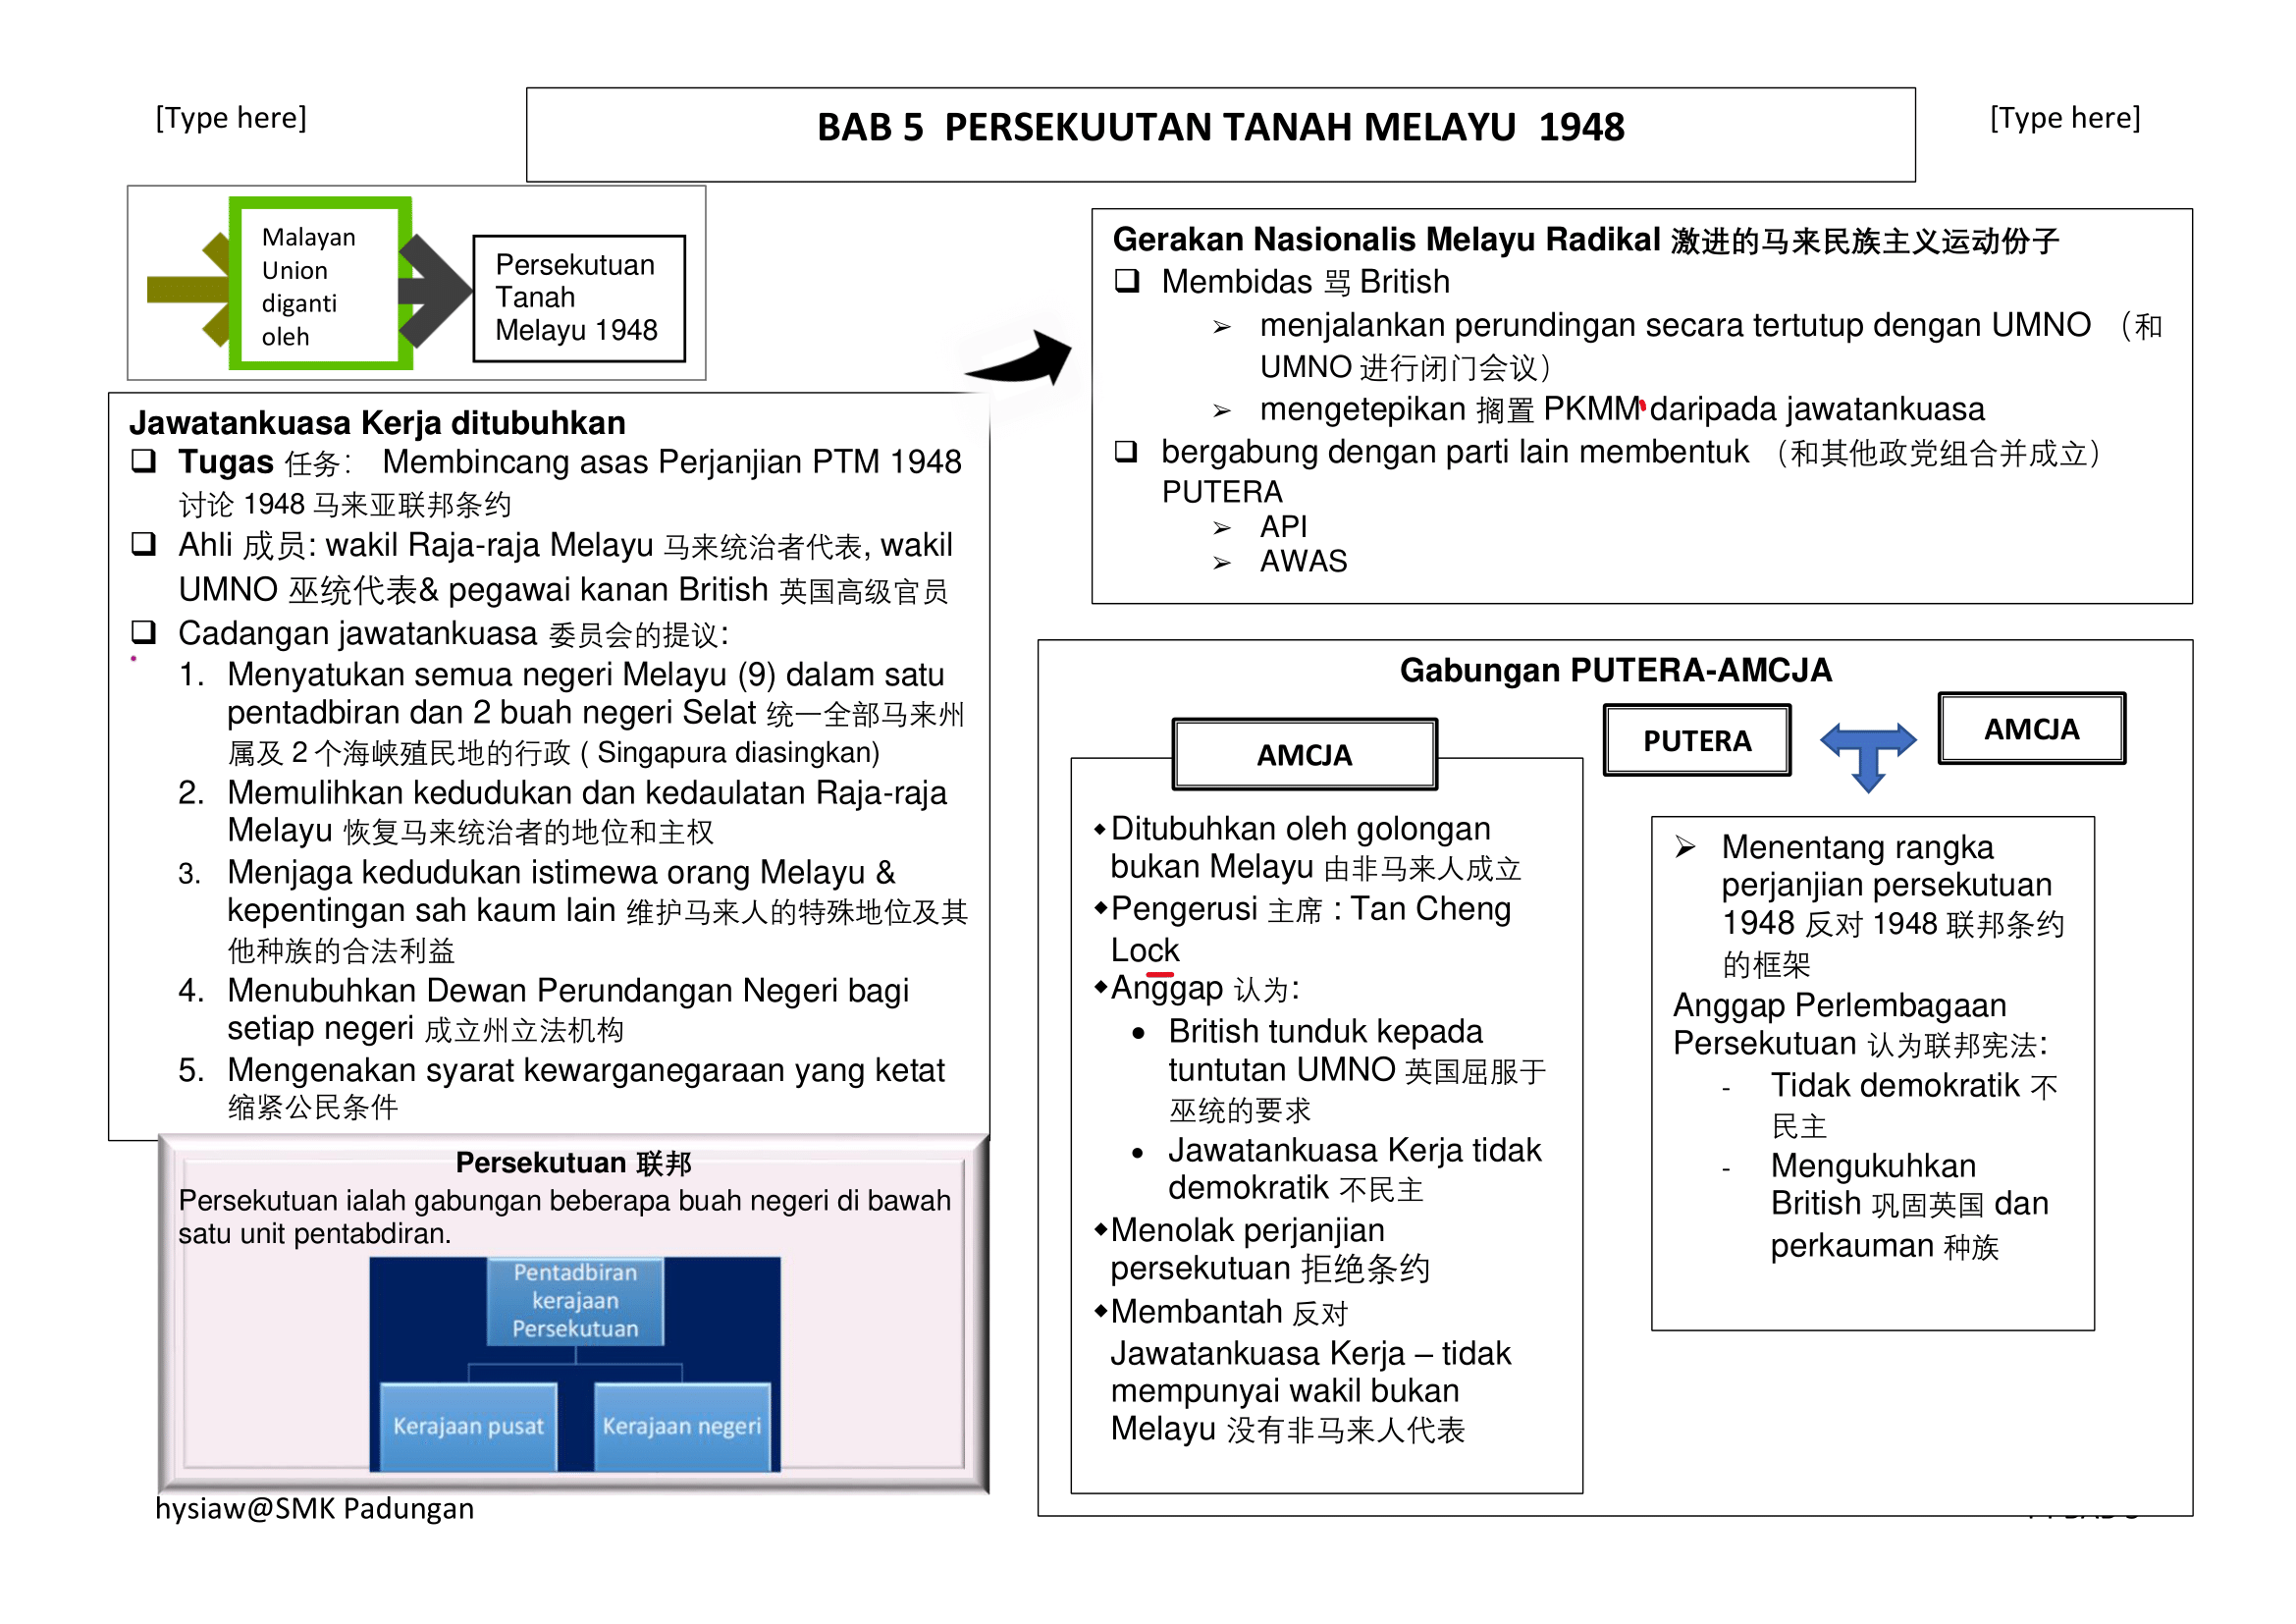 [Type here]
BAB 5  PERSEKUUTAN TANAH MELAYU  1948
[Type here]
Malayan
Union
diganti
oleh
Persekutuan
Tanah
Melayu 1948
Jawatankuasa Kerja ditubuhkan
❑ Tugas 任务： Membincang asas Perjanjian PTM 1948
讨论 1948 马来亚联邦条约
❑ Ahli 成员: wakil Raja-raja Melayu 马来统治者代表, wakil
UMNO 巫统代表& pegawai kanan British 英国高级官员
❑ Cadangan jawatankuasa 委员会的提议:
1. Menyatukan semua negeri Melayu (9) dalam satu
pentadbiran dan 2 buah negeri Selat 统一全部马来州
属及 2 个海峡殖民地的行政 ( Singapura diasingkan)
2. Memulihkan kedudukan dan kedaulatan Raja-raja
Melayu 恢复马来统治者的地位和主权
3. Menjaga kedudukan istimewa orang Melayu &
kepentingan sah kaum lain 维护马来人的特殊地位及其
他种族的合法利益
4. Menubuhkan Dewan Perundangan Negeri bagi
setiap negeri 成立州立法机构
5. Mengenakan syarat kewarganegaraan yang ketat
缩紧公民条件
Persekutuan 联邦
Persekutuan ialah gabungan beberapa buah negeri di bawah
satu unit pentabdiran.
Pentadbiran
kerajaan
Persekutuan
Kerajaan pusat
Kerajaan negeri
Gerakan Nasionalis Melayu Radikal 激进的马来民族主义运动份子
❑ Membidas 骂 British
➢ menjalankan perundingan secara tertutup dengan UMNO （和
UMNO 进行闭门会议）
➢ mengetepikan 搁置 PKMM daripada jawatankuasa
❑ bergabung dengan parti lain membentuk （和其他政党组合并成立）
PUTERA
➢ API
➢ AWAS
Gabungan PUTERA-AMCJA
AMCJA
PUTERA
AMCJA
◆Ditubuhkan oleh golongan
bukan Melayu 由非马来人成立
◆Pengerusi 主席 : Tan Cheng
Lock
◆Anggap 认为:
• British tunduk kepada
tuntutan UMNO 英国屈服于
巫统的要求
• Jawatankuasa Kerja tidak
demokratik 不民主
◆Menolak perjanjian
persekutuan 拒绝条约
◆Membantah 反对
Jawatankuasa Kerja – tidak
mempunyai wakil bukan
Melayu 没有非马来人代表
➢ Menentang rangka
perjanjian persekutuan
1948 反对 1948 联邦条约
的框架
Anggap Perlembagaan
Persekutuan 认为联邦宪法:
- Tidak demokratik 不
民主
- Mengukuhkan
British 巩固英国 dan
perkauman 种族
hysiaw@SMK Padungan